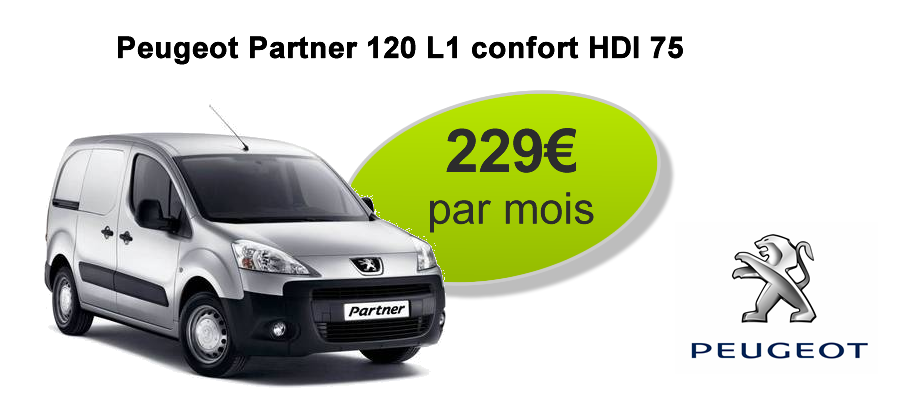 Peugeot Partner 120 L1 confort HDI 75
229€
par mois
Partner
PEUGEOT